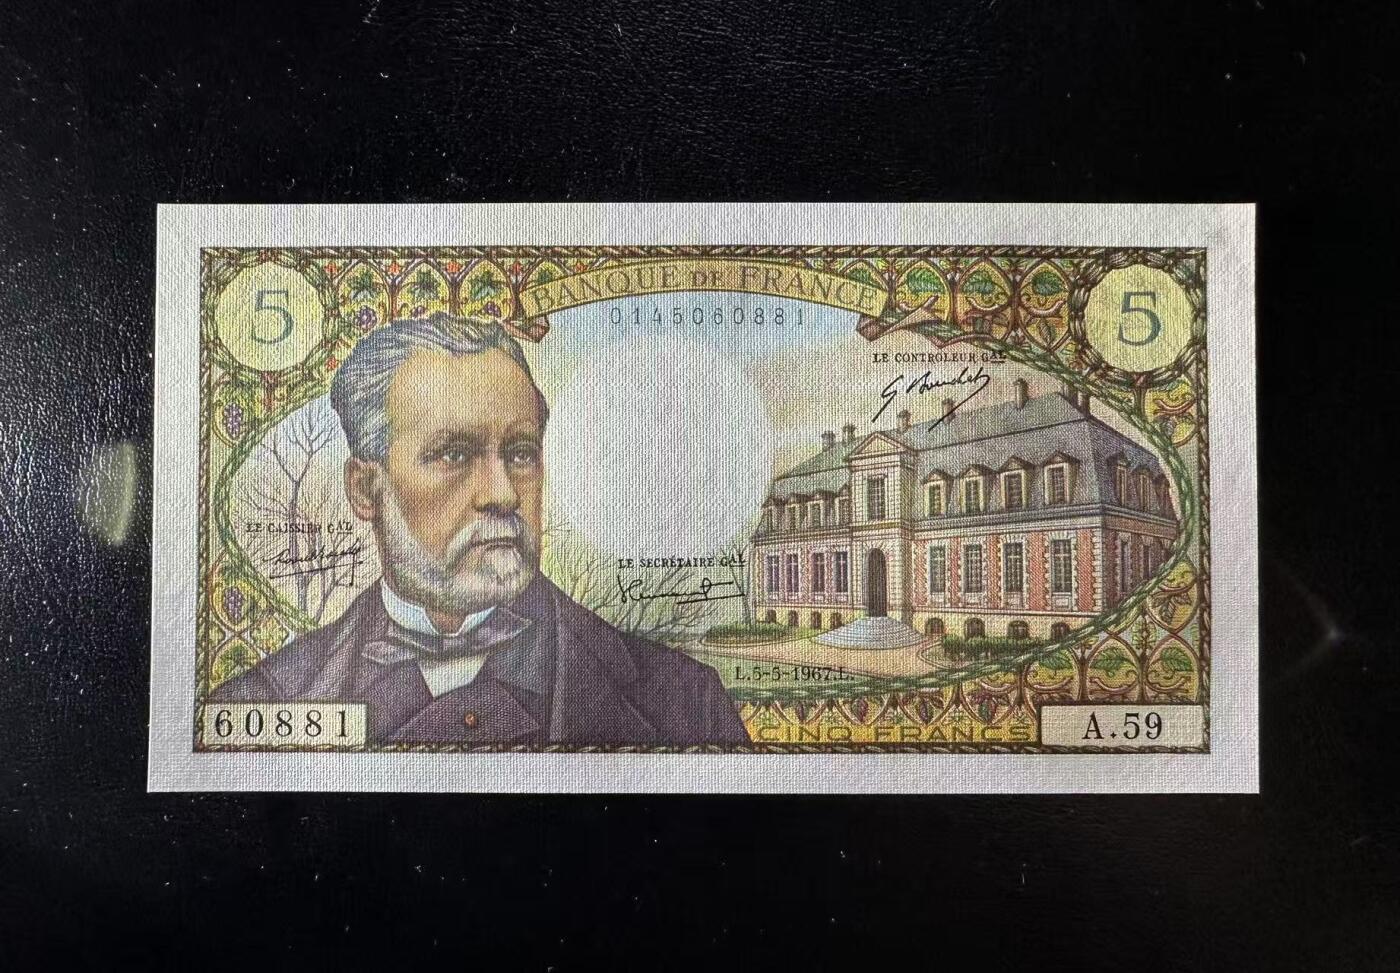 BANQUE DE FRANCE
5
5
0145060881
LE CONTROLEUR GAL
LE CAISSIER GAL
LE SECRÉTAIRE GAL
L.5-5-1967.L.
60881
CINQ FRANCS
A.59